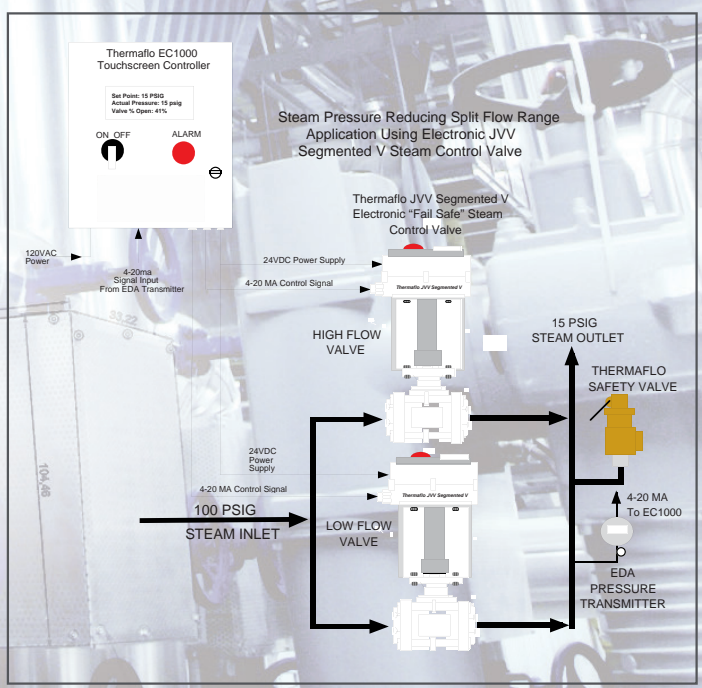 Thermaflo EC1000
Touchscreen Controller
Set Point: 15 PSIG
Actual Pressure: 15 psig
Valve % Open: 41%
ON OFF
ALARM
Steam Pressure Reducing Split Flow Range
Application Using Electronic JVV
Segmented V Steam Control Valve
Thermaflo JVV Segmented V
Electronic “Fail Safe” Steam
Control Valve
120VAC
Power
4-20ma
Signal Input
From EDA Transmitter
24VDC Power Supply
4-20 MA Control Signal
Thermaflo JVV Segmented V
HIGH FLOW
VALVE
15 PSIG
STEAM OUTLET
THERMAFLO
SAFETY VALVE
33,22
104,46
24VDC
Power
Supply
4-20 MA Control Signal
Thermaflo JVV Segmented V
100 PSIG
STEAM INLET
LOW FLOW
VALVE
4-20 MA
To EC1000
EDA
PRESSURE
TRANSMITTER